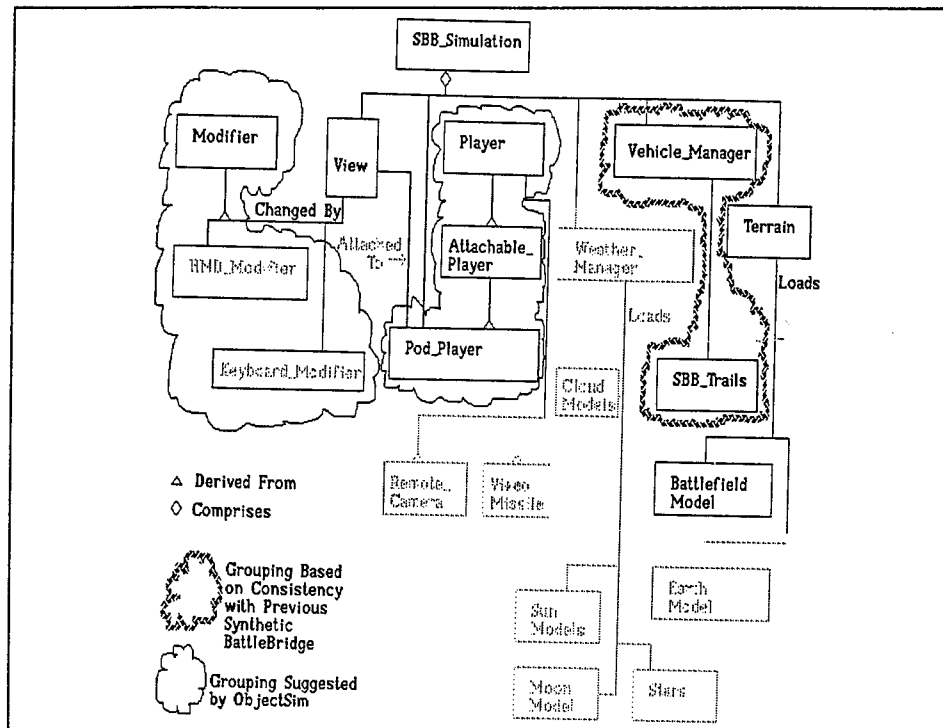 SBB_Simulation
Modifier
View
Player
Vehicle_Manager
Changed By
Terrain
HMD_Modifier
Attached
To
Attachable_
Player
Weather_
Manager
Loads
Loads
Pod_Player
Keyboard_Modifier
Cloud
Models
SBB_Trails
Remote_
Camera
Video
Missile
Battlefield
Model
Derived From
Comprises
Grouping Based
on Consistency
with Previous
Synthetic
BattleBridge
Sun
Models
Earth
Model
Grouping Suggested
by ObjectSim
Moon
Model
Stars